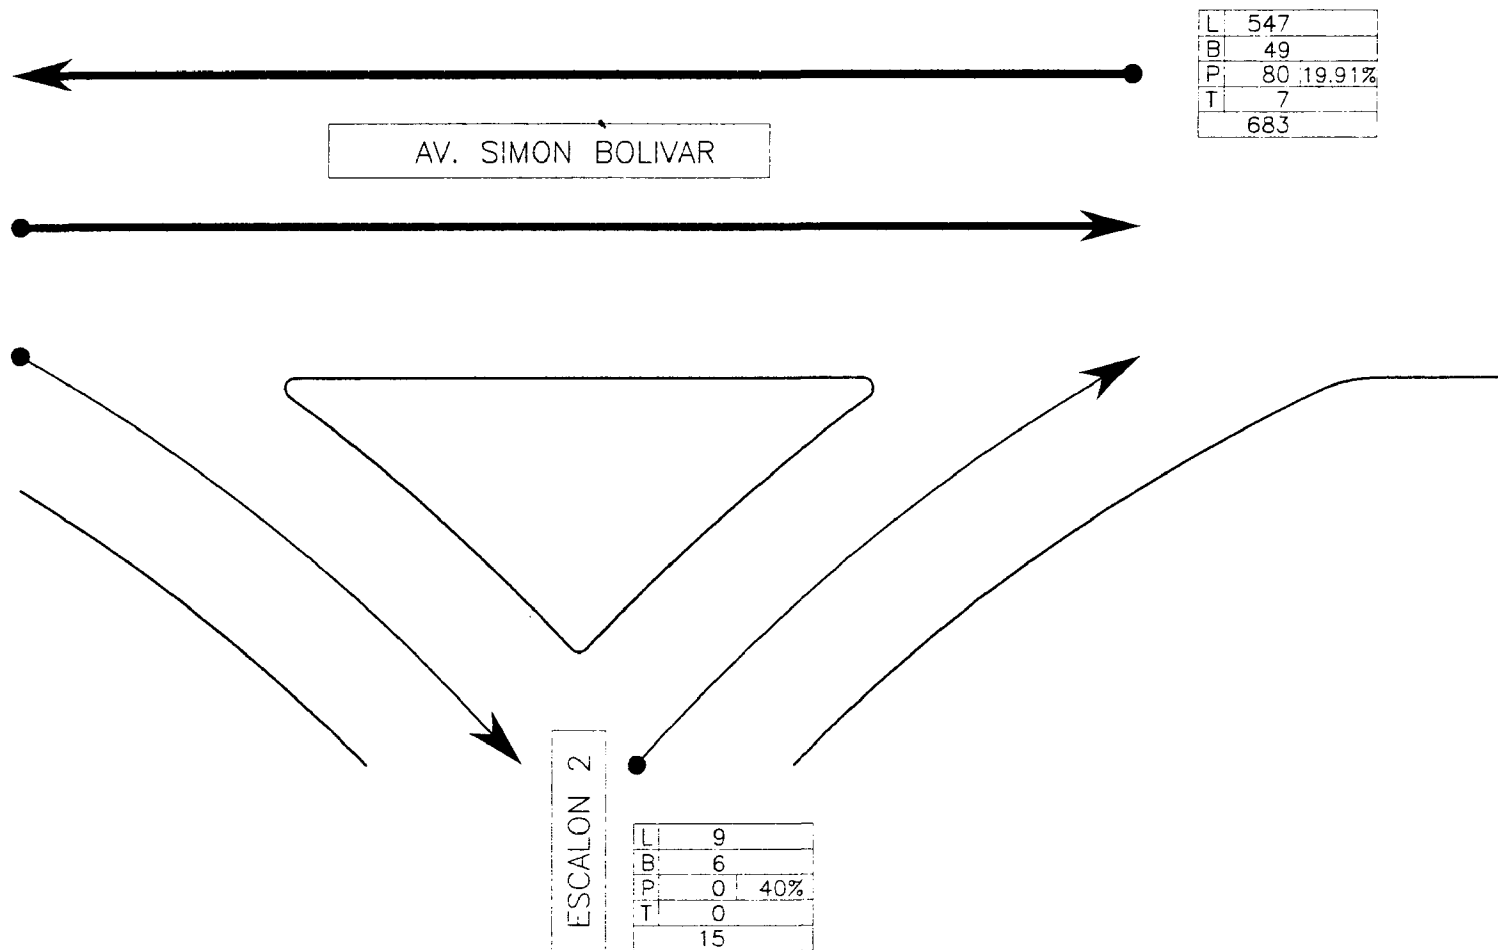 L 547
B 49
P 80 19.91%
T 7
683
AV. SIMON BOLIVAR
ESCALON 2
L 9
B 6
P 0 40%
T 0
15